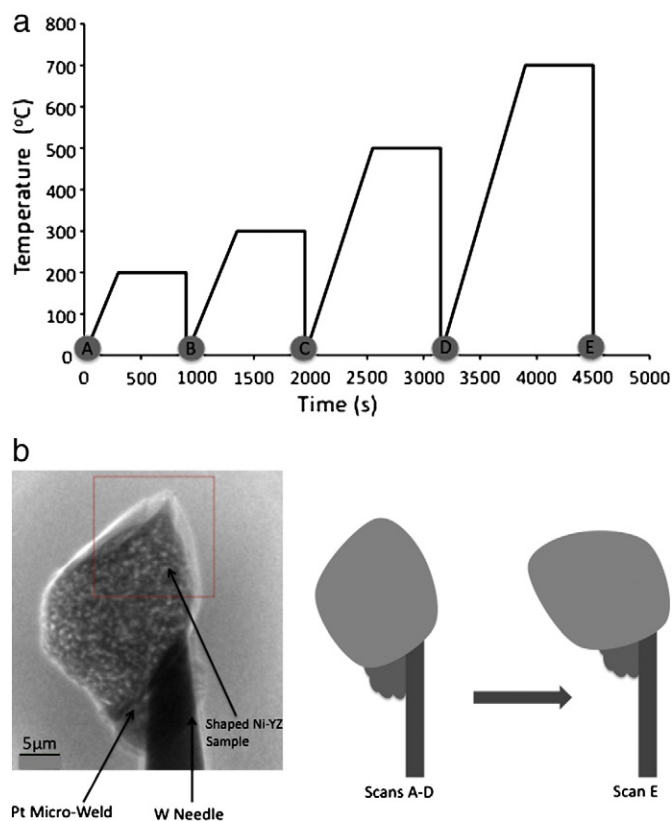 a
Temperature (ºC)
800
700
600
500
400
300
200
100
0
A
B
C
D
E
0 500 1000 1500 2000 2500 3000 3500 4000 4500 5000
Time (s)
b
Shaped Ni-YZ
Sample
5µm
Pt Micro-Weld
W Needle
Scans A-D
Scan E